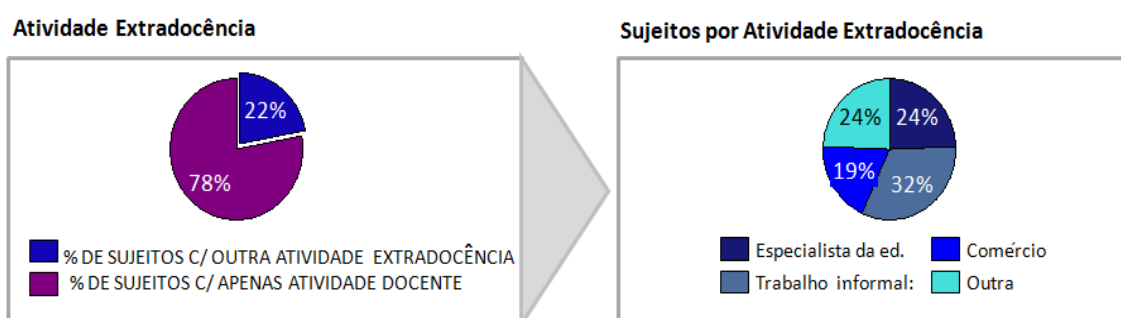 Atividade Extradocência
22%
78%
% DE SUJEITOS C/ OUTRA ATIVIDADE EXTRADOCÊNCIA
% DE SUJEITOS C/ APENAS ATIVIDADE DOCENTE
Sujeitos por Atividade Extradocência
24% 24%
19% 32%
Especialista da ed. Comércio
Trabalho informal: Outra